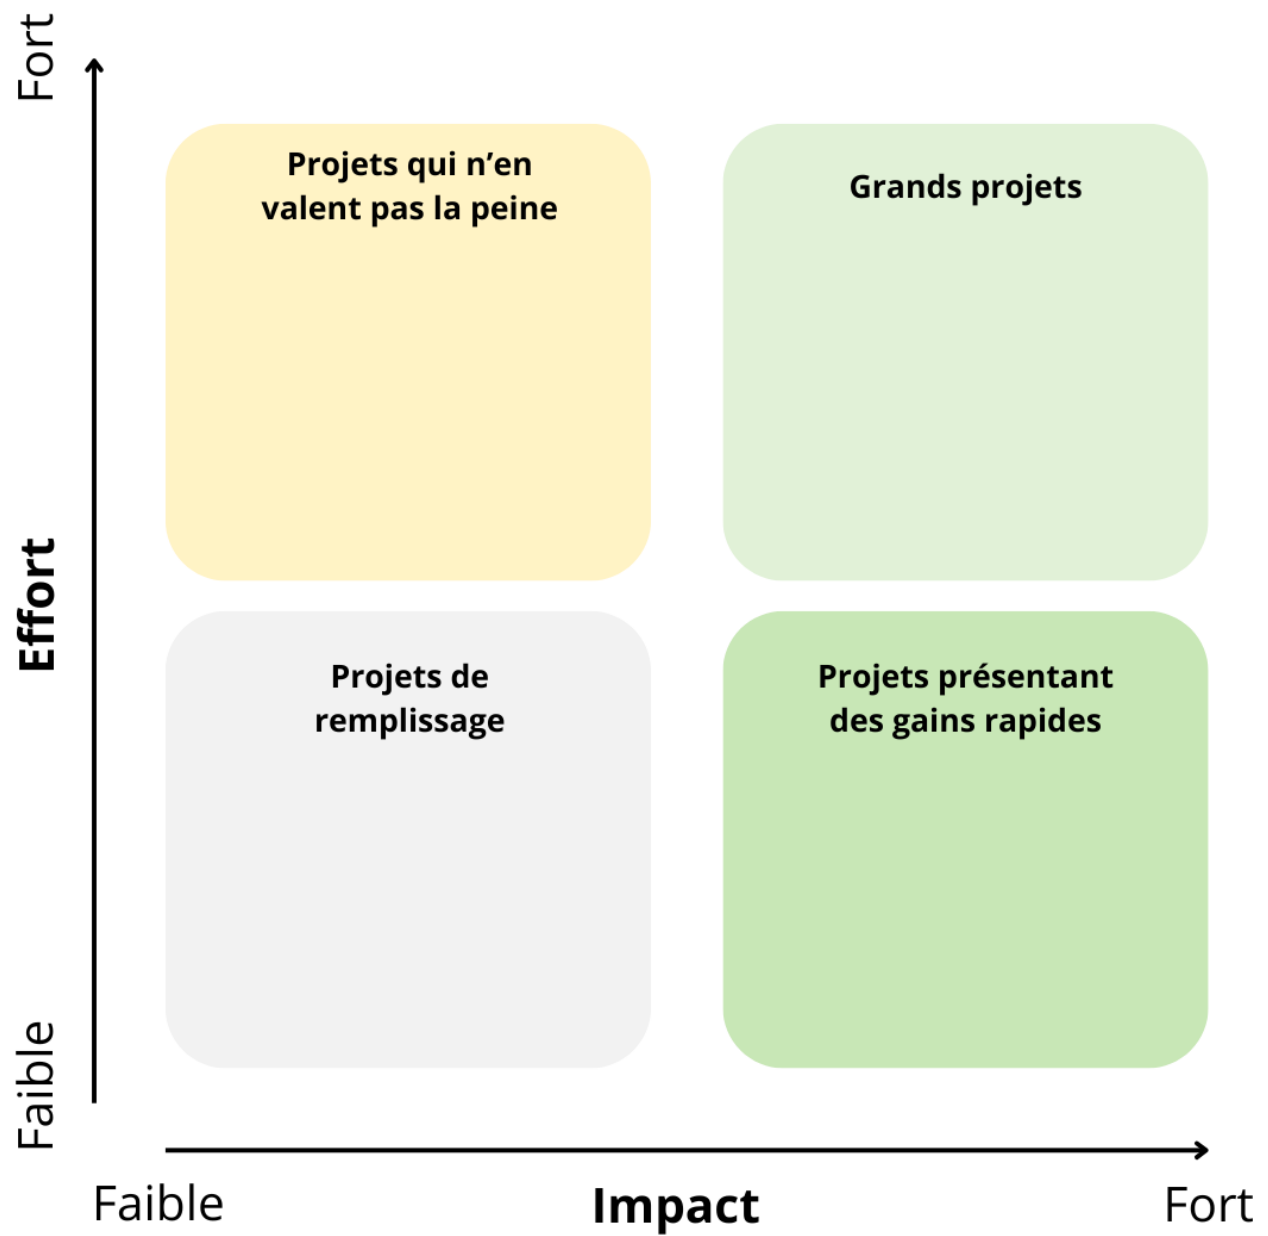 Fort
Projets qui n’en
valent pas la peine
Grands projets
Effort
Projets de
remplissage
Projets présentant
des gains rapides
Faible
Faible
Impact
Fort